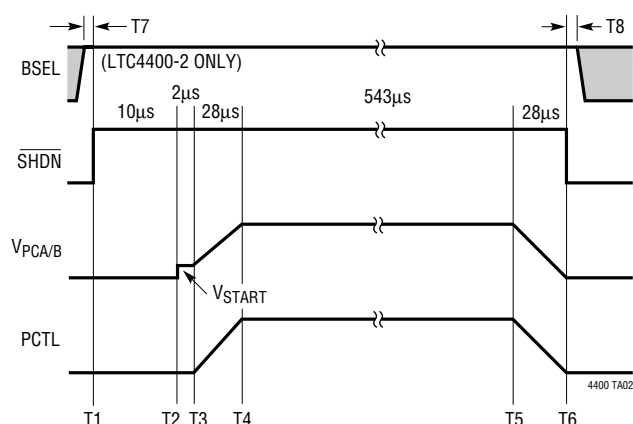 T7
T8
BSEL
(LTC4400-2 ONLY)
2µs
543µs
10µs
28µs
28µs
SHDN
VPCA/B
VSTART
PCTL
4400 TA02
T1
T2
T3
T4
T5
T6